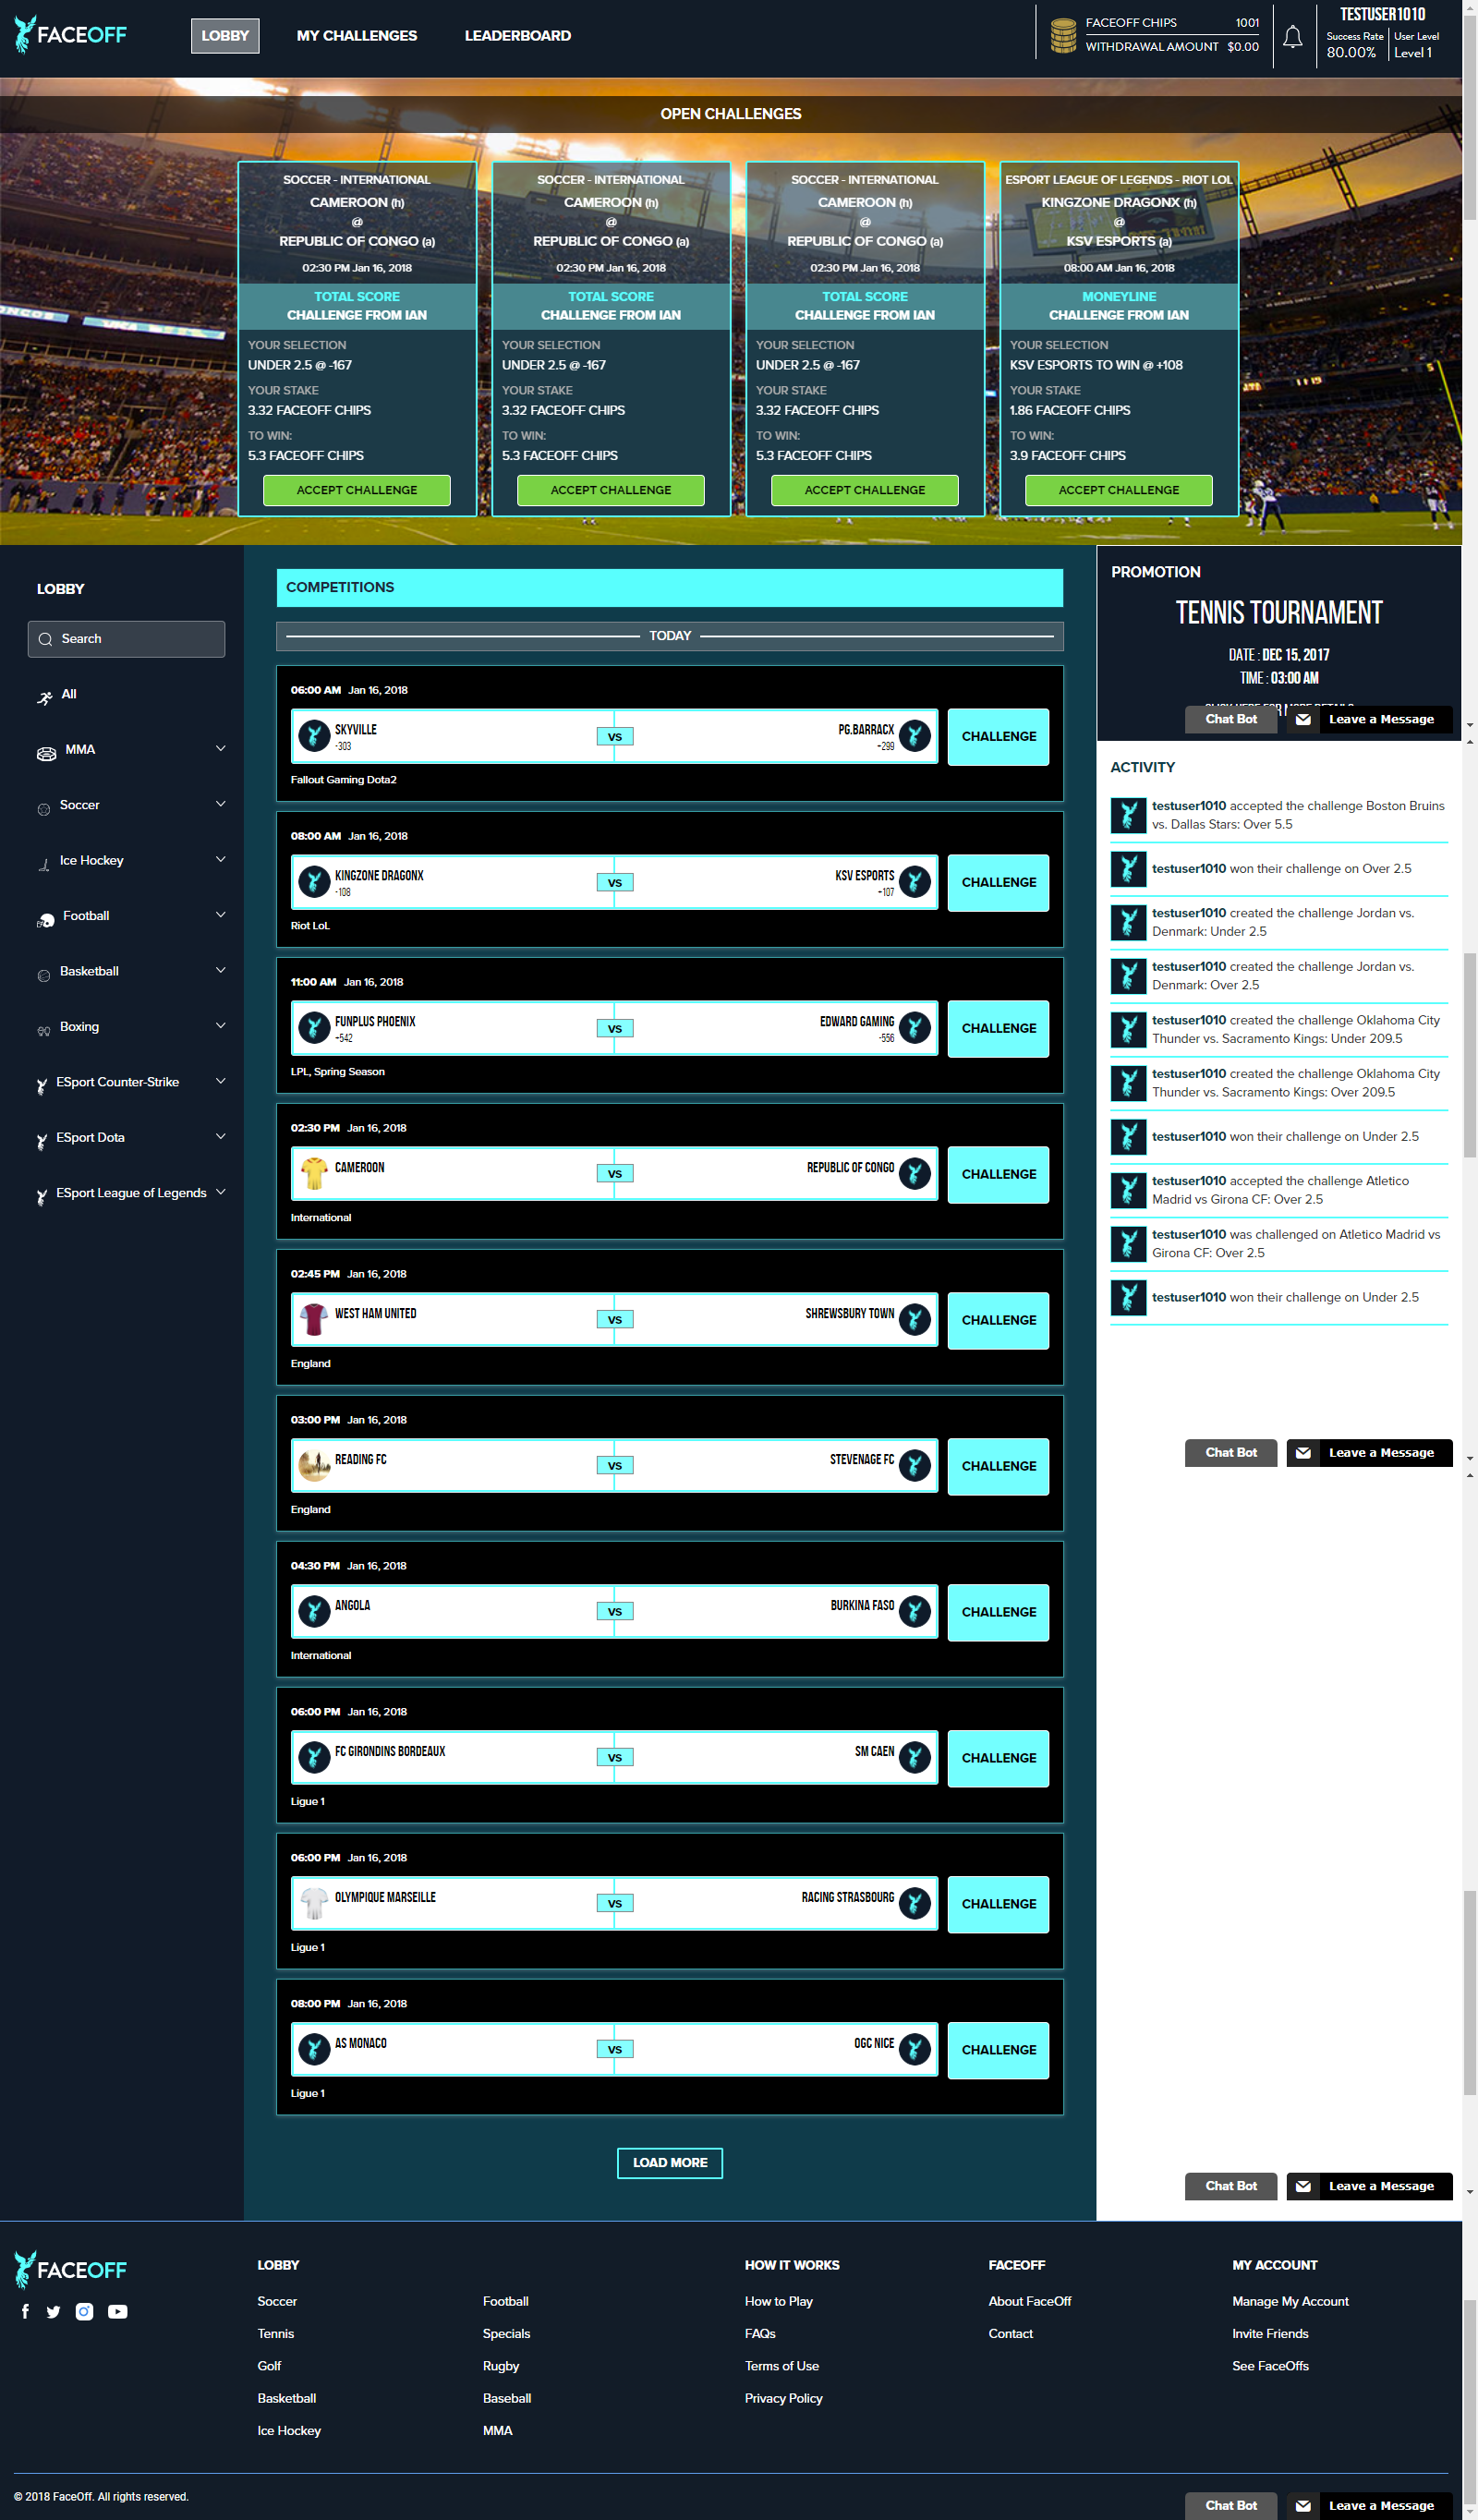 FACEOFF
LOBBY
MY CHALLENGES
LEADERBOARD
FACEOFF CHIPS 1001
WITHDRAWAL AMOUNT $0.00
TESTUSER1010
Success Rate
80.00%
User Level
Level 1
OPEN CHALLENGES
SOCCER - INTERNATIONAL
CAMEROON (h)
@
REPUBLIC OF CONGO (a)
02:30 PM Jan 16, 2018
TOTAL SCORE
CHALLENGE FROM IAN
YOUR SELECTION
UNDER 2.5 @ -167
YOUR STAKE
3.32 FACEOFF CHIPS
TO WIN:
5.3 FACEOFF CHIPS
ACCEPT CHALLENGE
SOCCER - INTERNATIONAL
CAMEROON (h)
@
REPUBLIC OF CONGO (a)
02:30 PM Jan 16, 2018
TOTAL SCORE
CHALLENGE FROM IAN
YOUR SELECTION
UNDER 2.5 @ -167
YOUR STAKE
3.32 FACEOFF CHIPS
TO WIN:
5.3 FACEOFF CHIPS
ACCEPT CHALLENGE
SOCCER - INTERNATIONAL
CAMEROON (h)
@
REPUBLIC OF CONGO (a)
02:30 PM Jan 16, 2018
TOTAL SCORE
CHALLENGE FROM IAN
YOUR SELECTION
UNDER 2.5 @ -167
YOUR STAKE
3.32 FACEOFF CHIPS
TO WIN:
5.3 FACEOFF CHIPS
ACCEPT CHALLENGE
ESPORT LEAGUE OF LEGENDS - RIOT LOL
KINGZONE DRAGONX (h)
@
KSV ESPORTS (a)
08:00 AM Jan 16, 2018
MONEYLINE
CHALLENGE FROM IAN
YOUR SELECTION
KSV ESPORTS TO WIN @ +108
YOUR STAKE
1.86 FACEOFF CHIPS
TO WIN:
3.9 FACEOFF CHIPS
ACCEPT CHALLENGE
LOBBY
Search
All
MMA
Soccer
Ice Hockey
Football
Basketball
Boxing
ESport Counter-Strike
ESport Dota
ESport League of Legends
COMPETITIONS
TODAY
06:00 AM Jan 16, 2018
SKYVILLE
-303
VS
PG.BARRACX
+299
CHALLENGE
Fallout Gaming Dota2
08:00 AM Jan 16, 2018
KINGZONE DRAGONX
-108
VS
KSV ESPORTS
+107
CHALLENGE
Riot LoL
11:00 AM Jan 16, 2018
FUNPLUS PHOENIX
+542
VS
EDWARD GAMING
-556
CHALLENGE
LPL, Spring Season
02:30 PM Jan 16, 2018
CAMEROON
VS
REPUBLIC OF CONGO
CHALLENGE
International
02:45 PM Jan 16, 2018
WEST HAM UNITED
VS
SHREWSBURY TOWN
CHALLENGE
England
03:00 PM Jan 16, 2018
READING FC
VS
STEVENAGE FC
CHALLENGE
England
04:30 PM Jan 16, 2018
ANGOLA
VS
BURKINA FASO
CHALLENGE
International
06:00 PM Jan 16, 2018
FC GIRONDINS BORDEAUX
VS
SM CAEN
CHALLENGE
Ligue 1
06:00 PM Jan 16, 2018
OLYMPIQUE MARSEILLE
VS
RACING STRASBOURG
CHALLENGE
Ligue 1
08:00 PM Jan 16, 2018
AS MONACO
VS
OGC NICE
CHALLENGE
Ligue 1
LOAD MORE
PROMOTION
TENNIS TOURNAMENT
DATE : DEC 15, 2017
TIME : 03:00 AM
Chat Bot
Leave a Message
ACTIVITY
testuser1010 accepted the challenge Boston Bruins
vs. Dallas Stars: Over 5.5
testuser1010 won their challenge on Over 2.5
testuser1010 created the challenge Jordan vs.
Denmark: Under 2.5
testuser1010 created the challenge Jordan vs.
Denmark: Over 2.5
testuser1010 created the challenge Oklahoma City
Thunder vs. Sacramento Kings: Under 209.5
testuser1010 created the challenge Oklahoma City
Thunder vs. Sacramento Kings: Over 209.5
testuser1010 won their challenge on Under 2.5
testuser1010 accepted the challenge Atletico
Madrid vs Girona CF: Over 2.5
testuser1010 was challenged on Atletico Madrid vs
Girona CF: Over 2.5
testuser1010 won their challenge on Under 2.5
Chat Bot
Leave a Message
Chat Bot
Leave a Message
FACEOFF
LOBBY
Soccer
Tennis
Golf
Basketball
Ice Hockey
Football
Specials
Rugby
Baseball
MMA
HOW IT WORKS
How to Play
FAQs
Terms of Use
Privacy Policy
FACEOFF
About FaceOff
Contact
MY ACCOUNT
Manage My Account
Invite Friends
See FaceOffs
© 2018 FaceOff. All rights reserved.
Chat Bot
Leave a Message